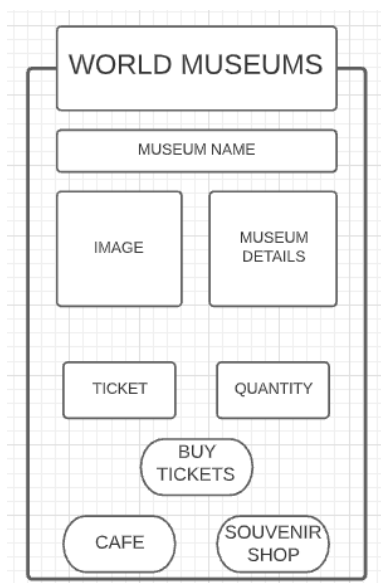 WORLD MUSEUMS
MUSEUM NAME
IMAGE
MUSEUM
DETAILS
TICKET
QUANTITY
BUY
TICKETS
CAFE
SOUVENIR
SHOP